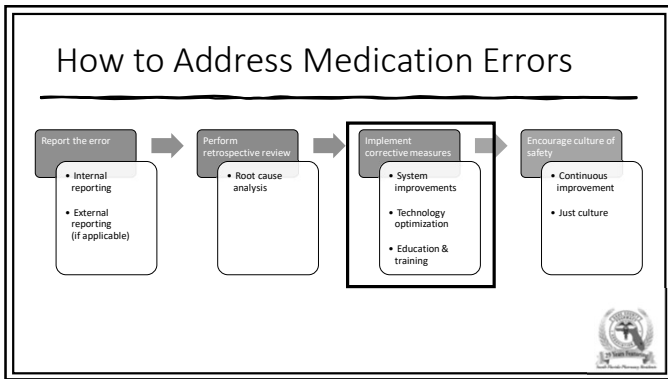 How to Address Medication Errors
Report the error
• Internal
reporting
• External
reporting
(if applicable)
Perform
retrospective review
• Root cause
analysis
Implement
corrective measures
• System
improvements
• Technology
optimization
• Education &
training
Encourage culture of
safety
• Continuous
improvement
• Just culture